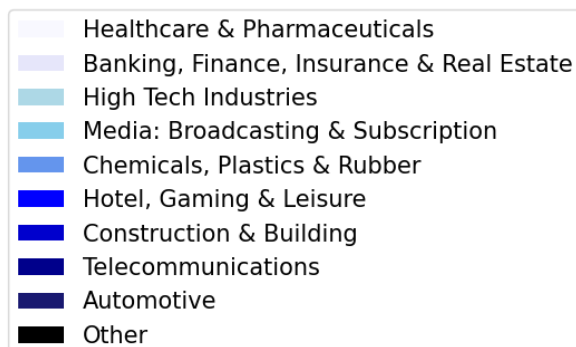 Healthcare & Pharmaceuticals
Banking, Finance, Insurance & Real Estate
High Tech Industries
Media: Broadcasting & Subscription
Chemicals, Plastics & Rubber
Hotel, Gaming & Leisure
Construction & Building
Telecommunications
Automotive
Other